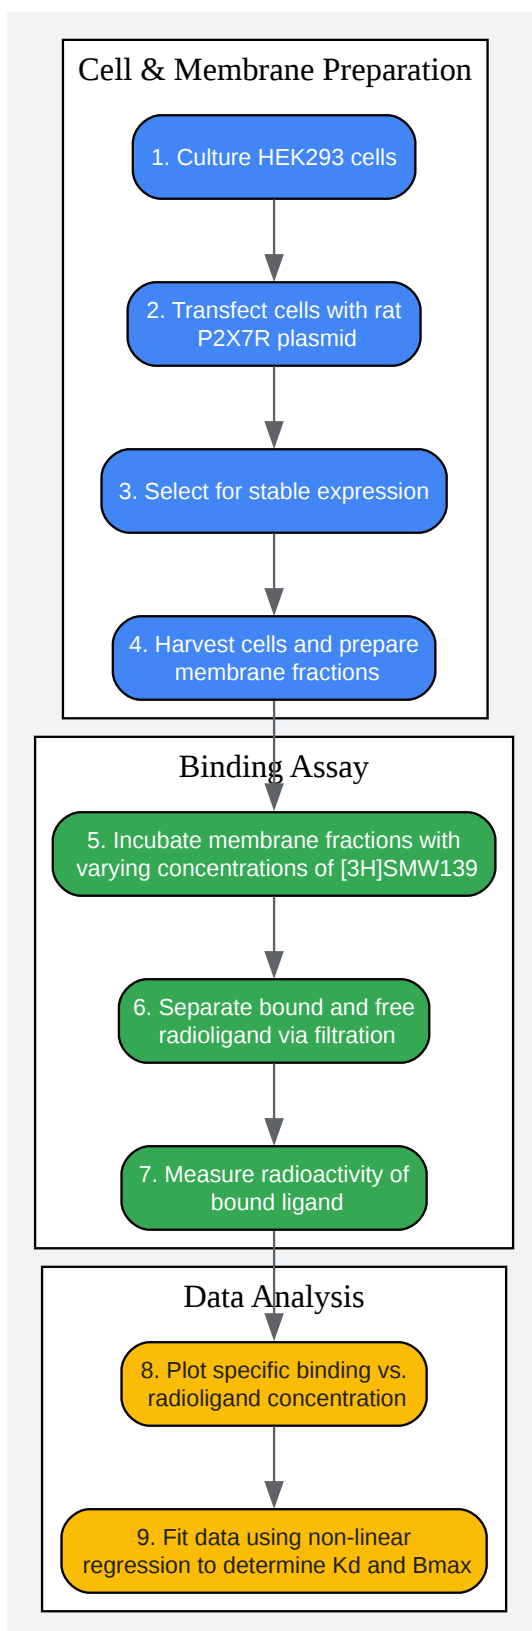 Cell & Membrane Preparation
1. Culture HEK293 cells
2. Transfect cells with rat
P2X7R plasmid
3. Select for stable expression
4. Harvest cells and prepare
membrane fractions
Binding Assay
5. Incubate membrane fractions with
varying concentrations of [3H]SMW139
6. Separate bound and free
radioligand via filtration
7. Measure radioactivity of
bound ligand
Data Analysis
8. Plot specific binding vs.
radioligand concentration
9. Fit data using non-linear
regression to determine Kd and Bmax